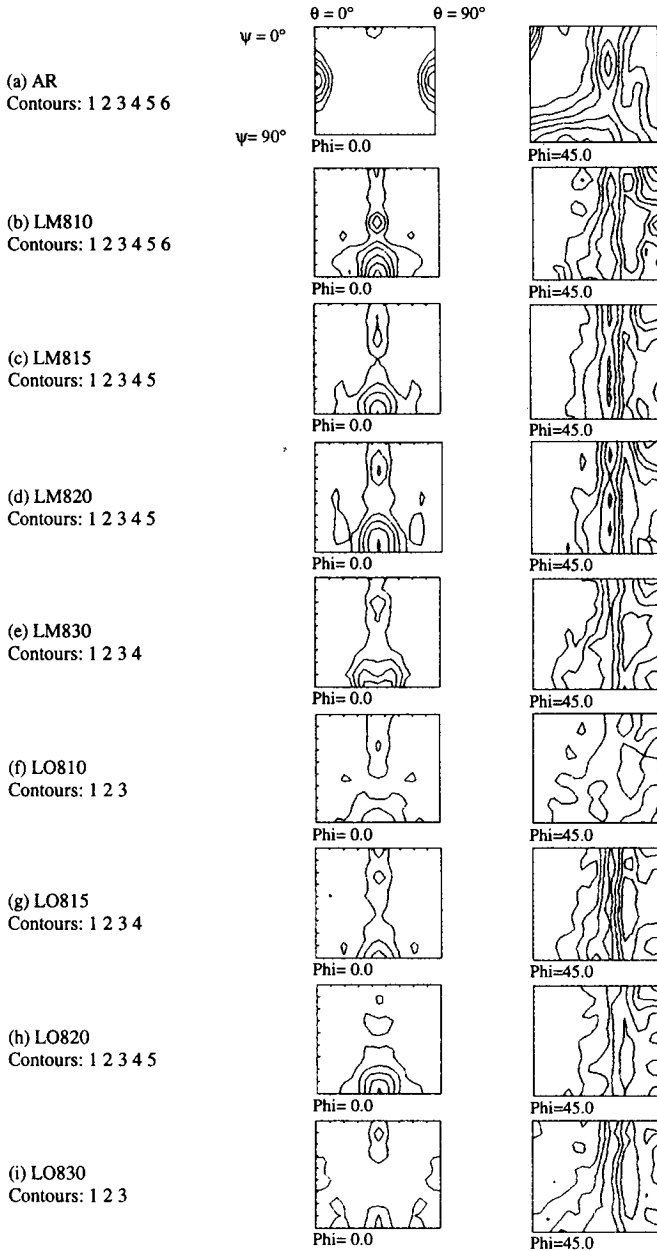 θ = 0° θ = 90°
ψ = 0°
(a) AR
Contours: 1 2 3 4 5 6
ψ= 90°
Phi= 0.0 Phi=45.0
(b) LM810
Contours: 1 2 3 4 5 6
Phi= 0.0 Phi=45.0
(c) LM815
Contours: 1 2 3 4 5
Phi= 0.0 Phi=45.0
(d) LM820
Contours: 1 2 3 4 5
Phi= 0.0 Phi=45.0
(e) LM830
Contours: 1 2 3 4
Phi= 0.0 Phi=45.0
(f) LO810
Contours: 1 2 3
Phi= 0.0 Phi=45.0
(g) LO815
Contours: 1 2 3 4
Phi= 0.0 Phi=45.0
(h) LO820
Contours: 1 2 3 4 5
Phi= 0.0 Phi=45.0
(i) LO830
Contours: 1 2 3
Phi= 0.0 Phi=45.0